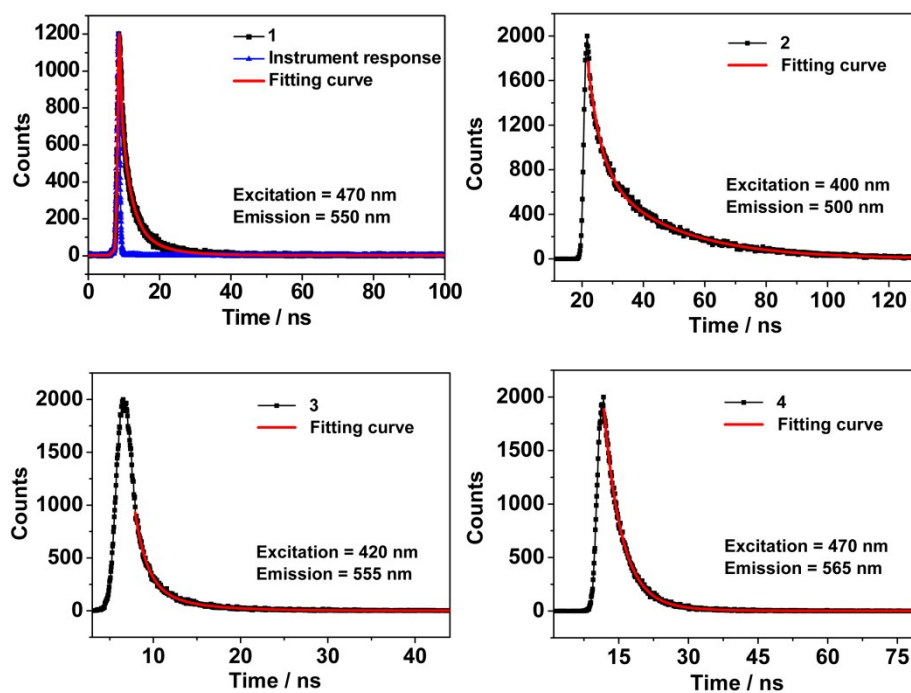 1
Instrument response
Fitting curve
Excitation = 470 nm
Emission = 550 nm
Counts
1200
1000
800
600
400
200
0
0 20 40 60 80 100
Time / ns
2
Fitting curve
Excitation = 400 nm
Emission = 500 nm
Counts
2000
1600
1200
800
400
0
20 40 60 80 100 120
Time / ns
3
Fitting curve
Excitation = 420 nm
Emission = 555 nm
Counts
2000
1500
1000
500
0
10 20 30 40
Time / ns
4
Fitting curve
Excitation = 470 nm
Emission = 565 nm
Counts
2000
1500
1000
500
0
15 30 45 60 75
Time / ns